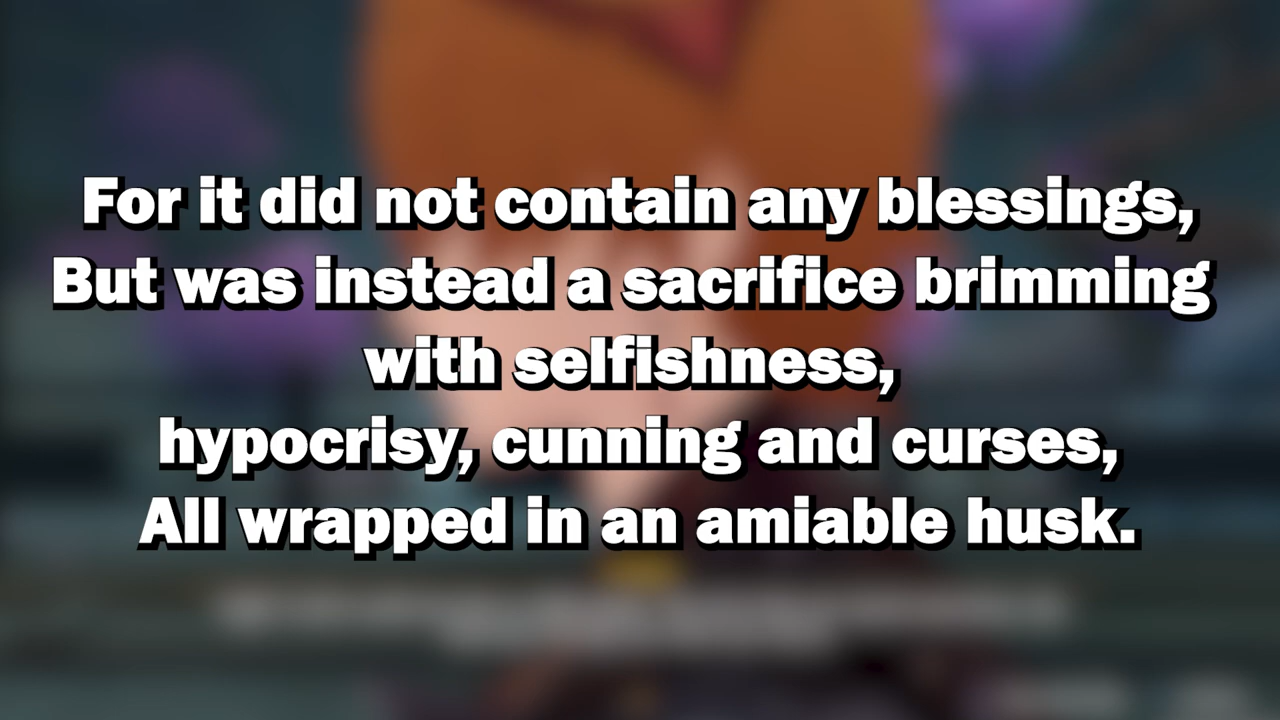 For it did not contain any blessings,
But was instead a sacrifice brimming
with selfishness,
hypocrisy, cunning and curses,
All wrapped in an amiable husk.